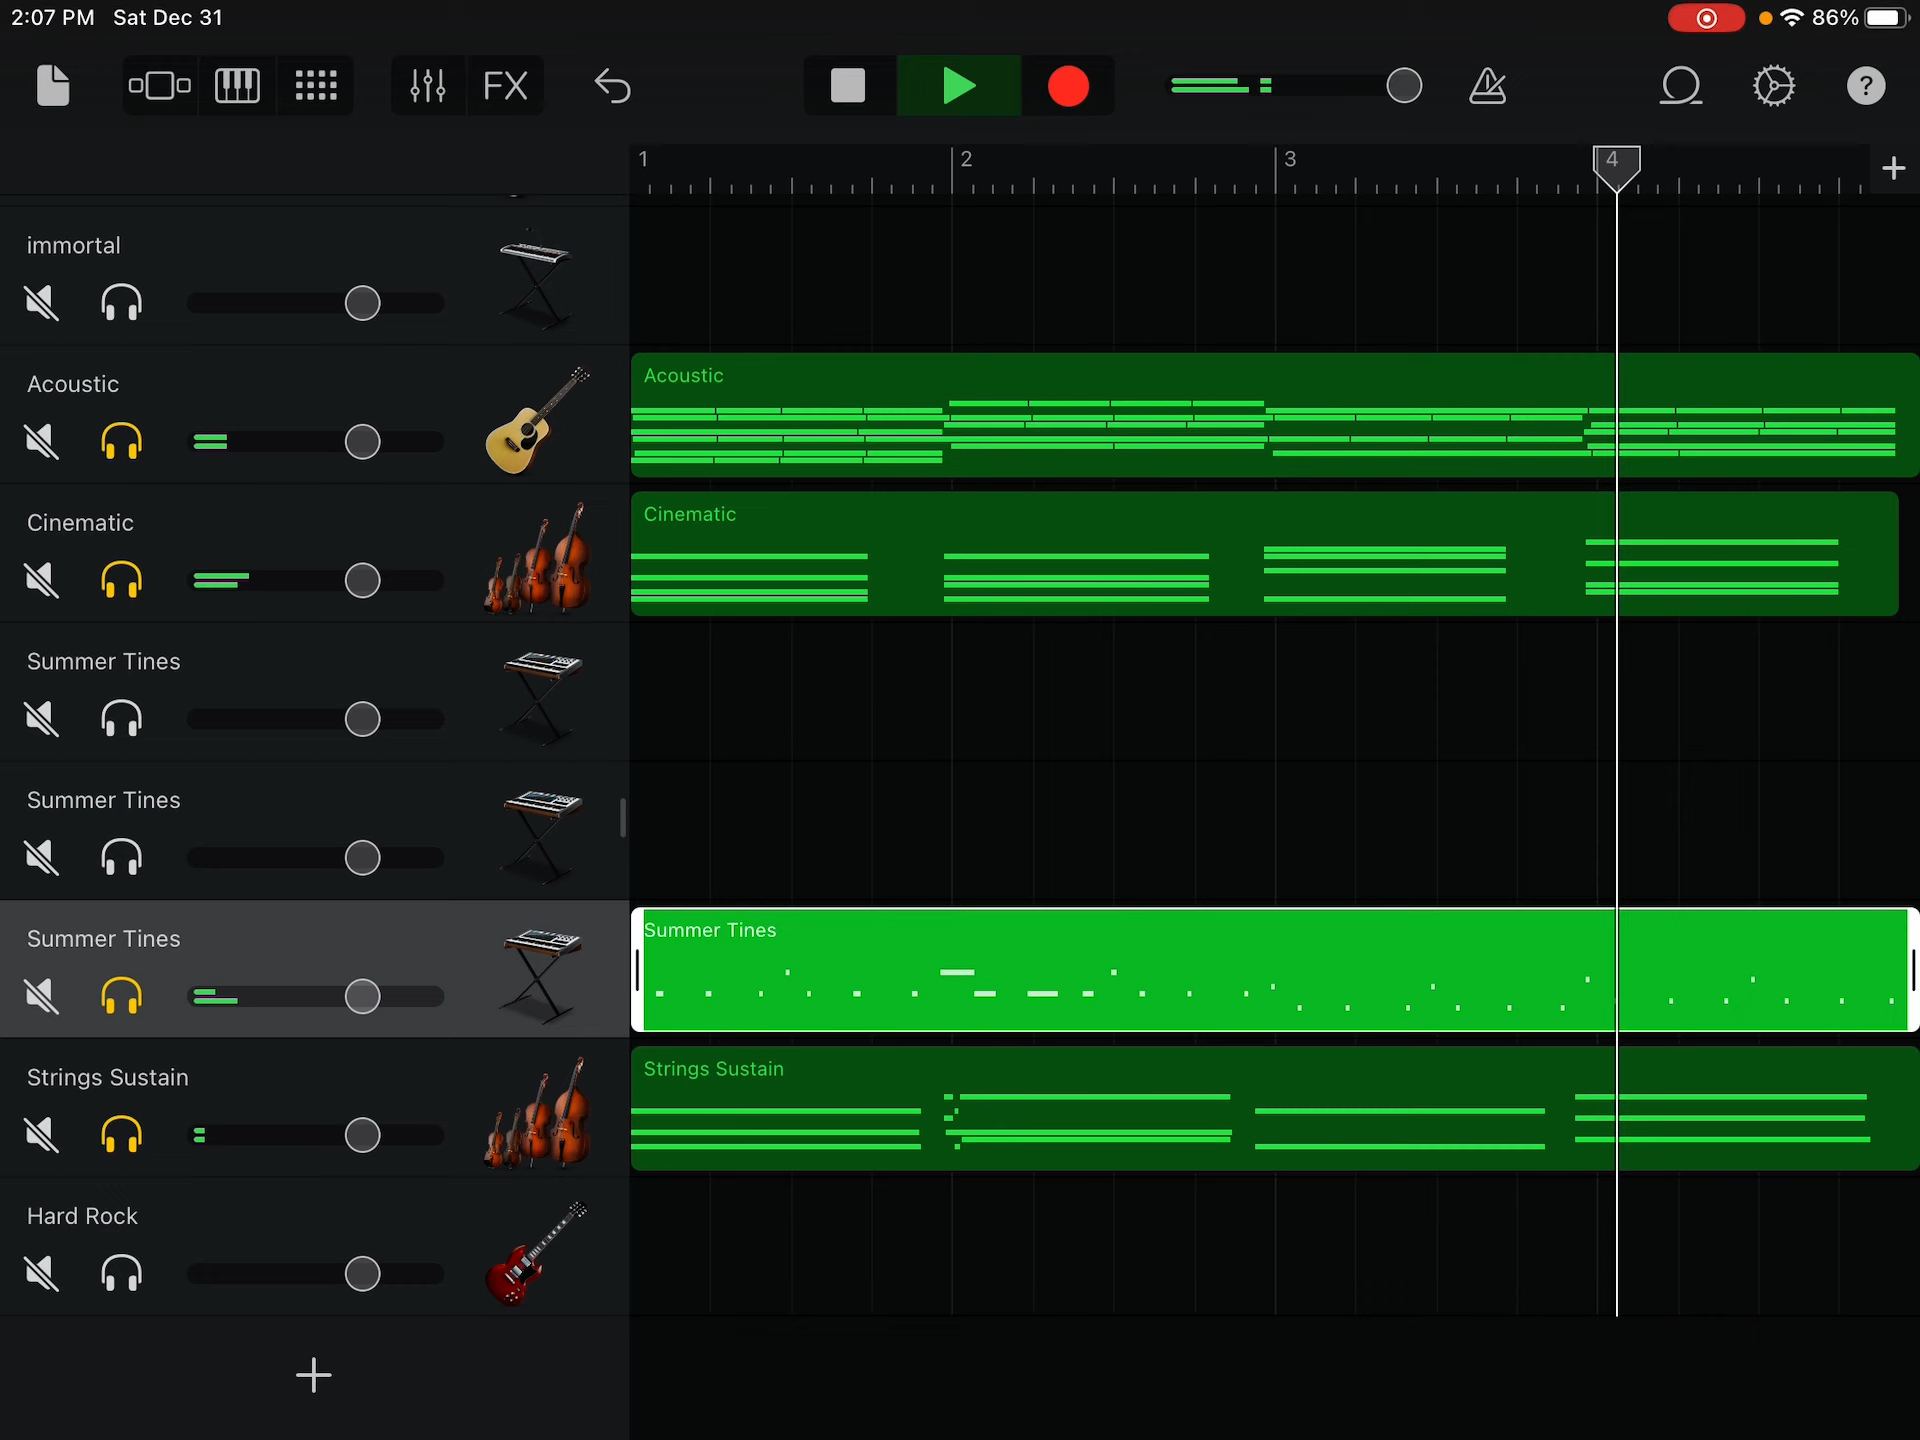 2:07 PM Sat Dec 31
86%
FX
?
1 2 3 4
immortal
Acoustic
Acoustic
Cinematic
Cinematic
Summer Tines
Summer Tines
Summer Tines
Summer Tines
Strings Sustain
Strings Sustain
Hard Rock